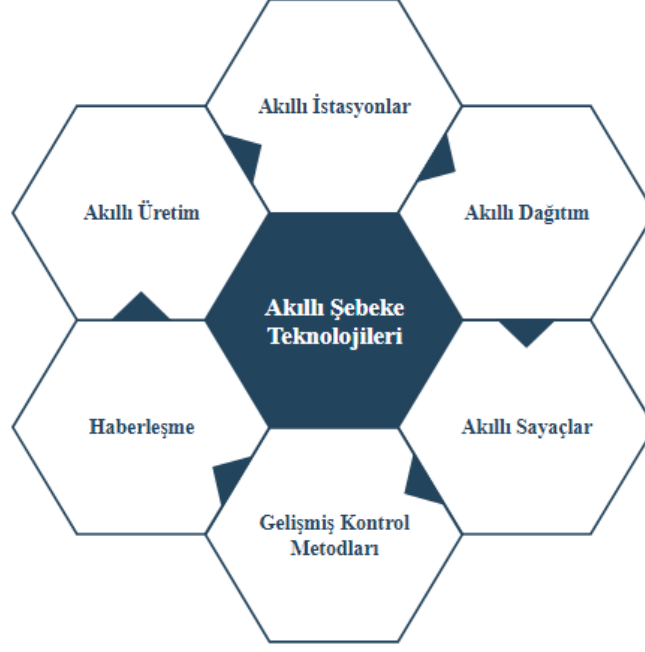 Akıllı İstasyonlar
Akıllı Üretim
Akıllı Dağıtım
Akıllı Şebeke
Teknolojileri
Haberleşme
Akıllı Sayaçlar
Gelişmiş Kontrol
Metodları